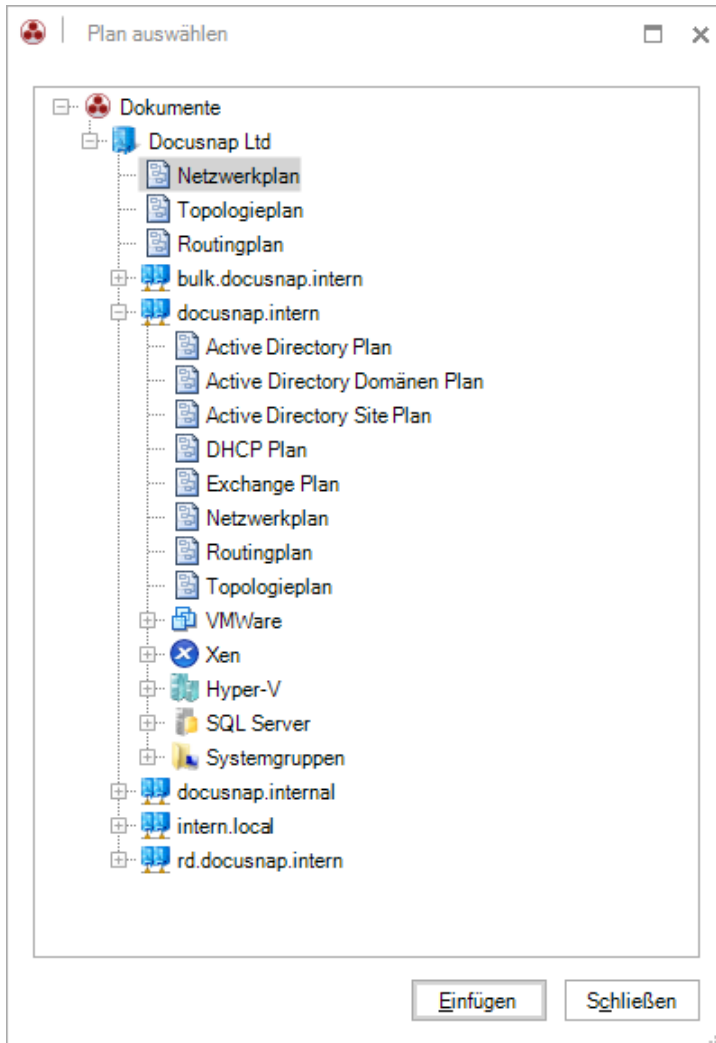 Plan auswählen
Dokumente
Docusnap Ltd
Netzwerkplan
Topologieplan
Routingplan
bulk.docusnap.intern
docusnap.intern
Active Directory Plan
Active Directory Domänen Plan
Active Directory Site Plan
DHCP Plan
Exchange Plan
Netzwerkplan
Routingplan
Topologieplan
VMWare
Xen
Hyper-V
SQL Server
Systemgruppen
docusnap.internal
intern.local
rd.docusnap.intern
Einfügen Schließen